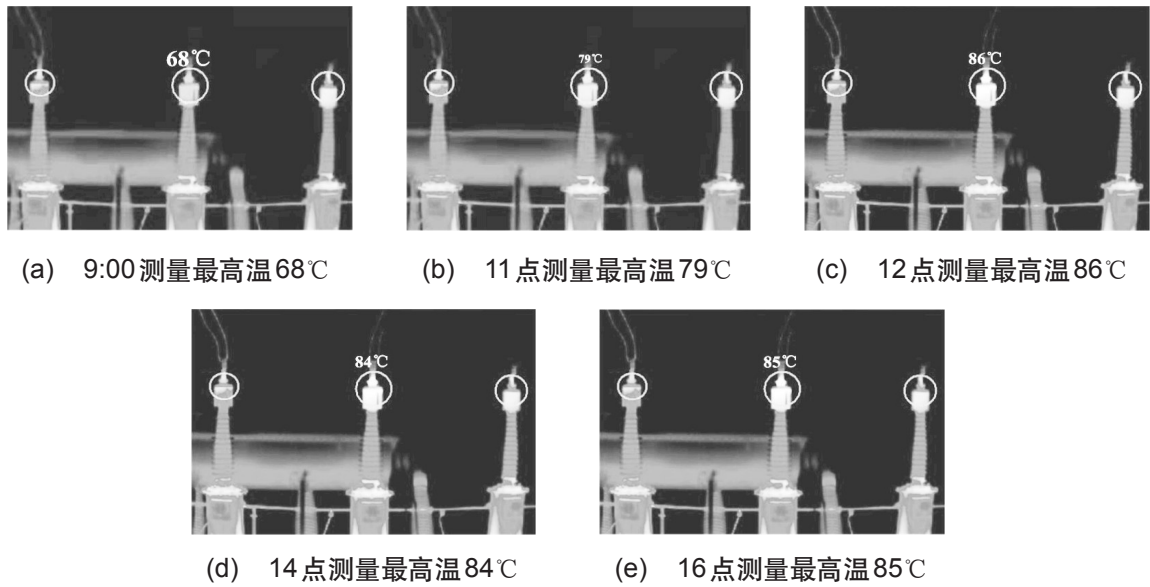 68℃
79℃
86℃
(a) 9:00测量最高温68℃
(b) 11点测量最高温79℃
(c) 12点测量最高温86℃
84℃
85℃
(d) 14点测量最高温84℃
(e) 16点测量最高温85℃